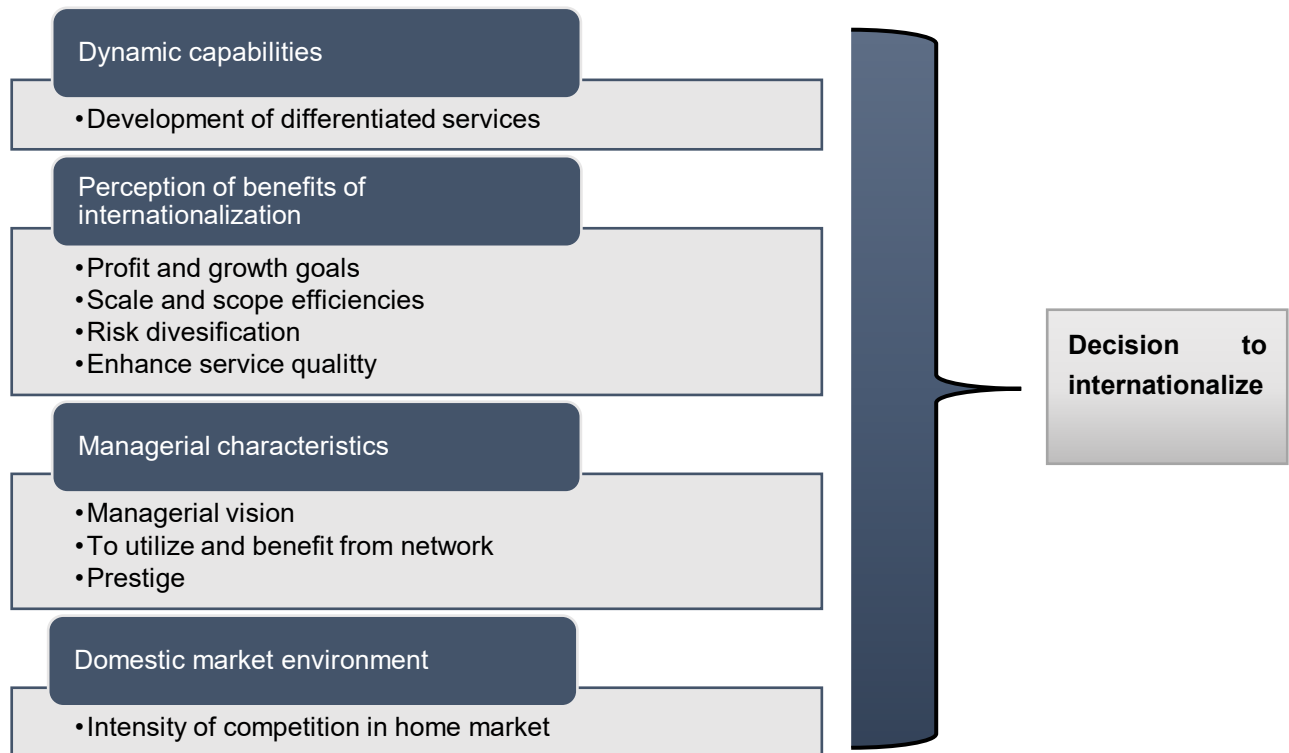 Dynamic capabilities
•Development of differentiated services
Perception of benefits of
internationalization
•Profit and growth goals
•Scale and scope efficiencies
•Risk divesification
•Enhance service qualitty
Managerial characteristics
•Managerial vision
•To utilize and benefit from network
•Prestige
Domestic market environment
•Intensity of competition in home market
Decision to
internationalize